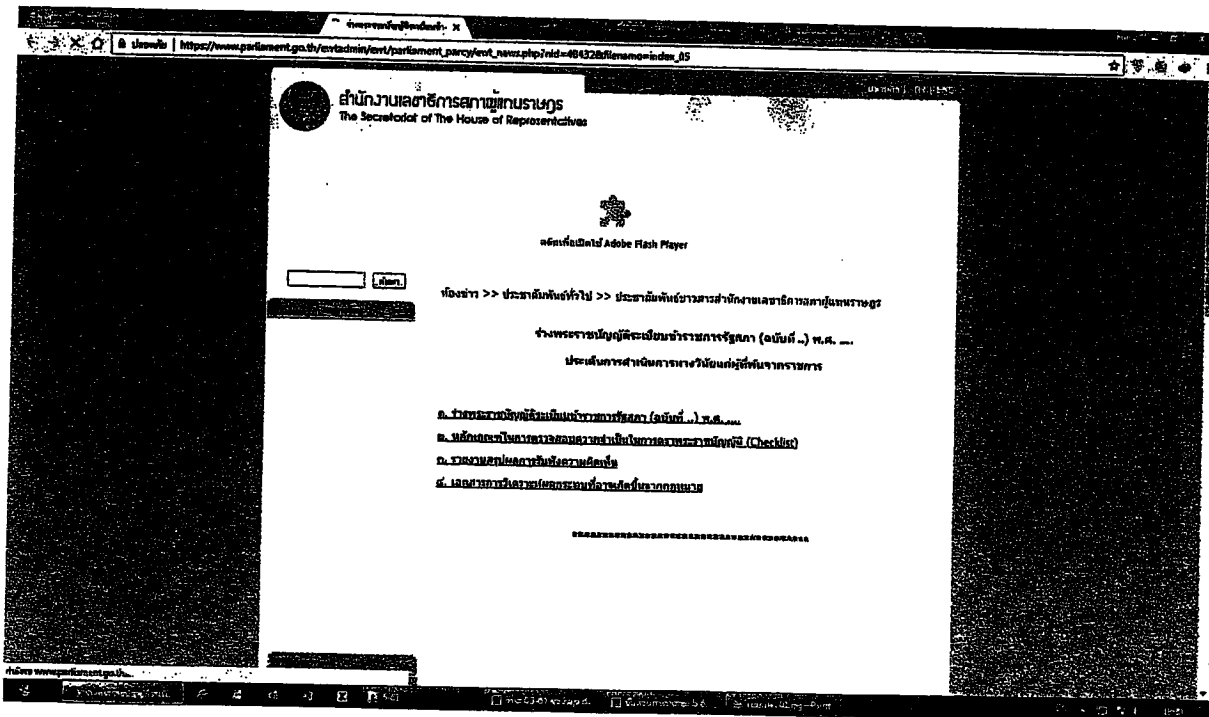 ปลอดภัย | https://www.parliament.go.th/ewtadmin/ewt/parliament_parcy/ewt_news.php?nid=48432&filename=index_05
สำนักงานเลขาธิการสภาผู้แทนราษฎร
The Secretariat of The House of Representatives
คลิกเพื่อเปิดใช้ Adobe Flash Player
ค้นหา
ห้องข่าว >> ประชาสัมพันธ์ทั่วไป >> ประชาสัมพันธ์ข่าวสารสำนักงานเลขาธิการสภาผู้แทนราษฎร
ร่างพระราชบัญญัติระเบียบข้าราชการรัฐสภา (ฉบับที่ ..) พ.ศ. ....
ประเด็นการดำเนินการทางวินัยแก่ผู้ที่พ้นจากราชการ
๑. ร่างพระราชบัญญัติระเบียบข้าราชการรัฐสภา (ฉบับที่ ..) พ.ศ. ....
๒. หลักเกณฑ์ในการตรวจสอบความจำเป็นในการตราพระราชบัญญัติ (Checklist)
๓. รายงานสรุปผลการรับฟังความคิดเห็น
๔. เอกสารการวิเคราะห์ผลกระทบที่อาจเกิดขึ้นจากกฎหมาย
กำลังรอ www.parliament.go.th...